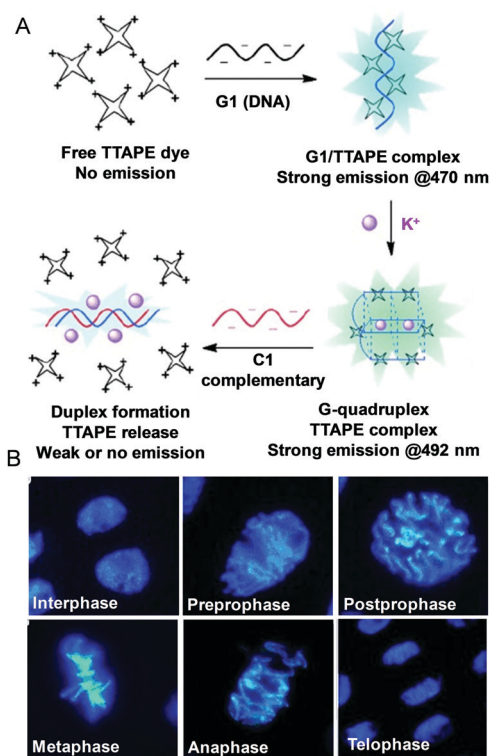 A
G1 (DNA)
Free TTAPE dye
No emission
G1/TTAPE complex
Strong emission @470 nm
K+
C1
complementary
Duplex formation
TTAPE release
Weak or no emission
G-quadruplex
TTAPE complex
Strong emission @492 nm
B
Interphase
Preprophase
Postprophase
Metaphase
Anaphase
Telophase